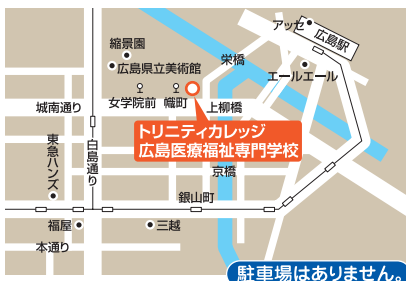 アッセ
広島駅
縮景園
栄橋
広島県立美術館
エールエール
女学院前
幟町
城南通り
上柳橋
トリニティカレッジ
広島医療福祉専門学校
東急ハンズ
白島通り
京橋
銀山町
福屋
三越
本通り
駐車場はありません。